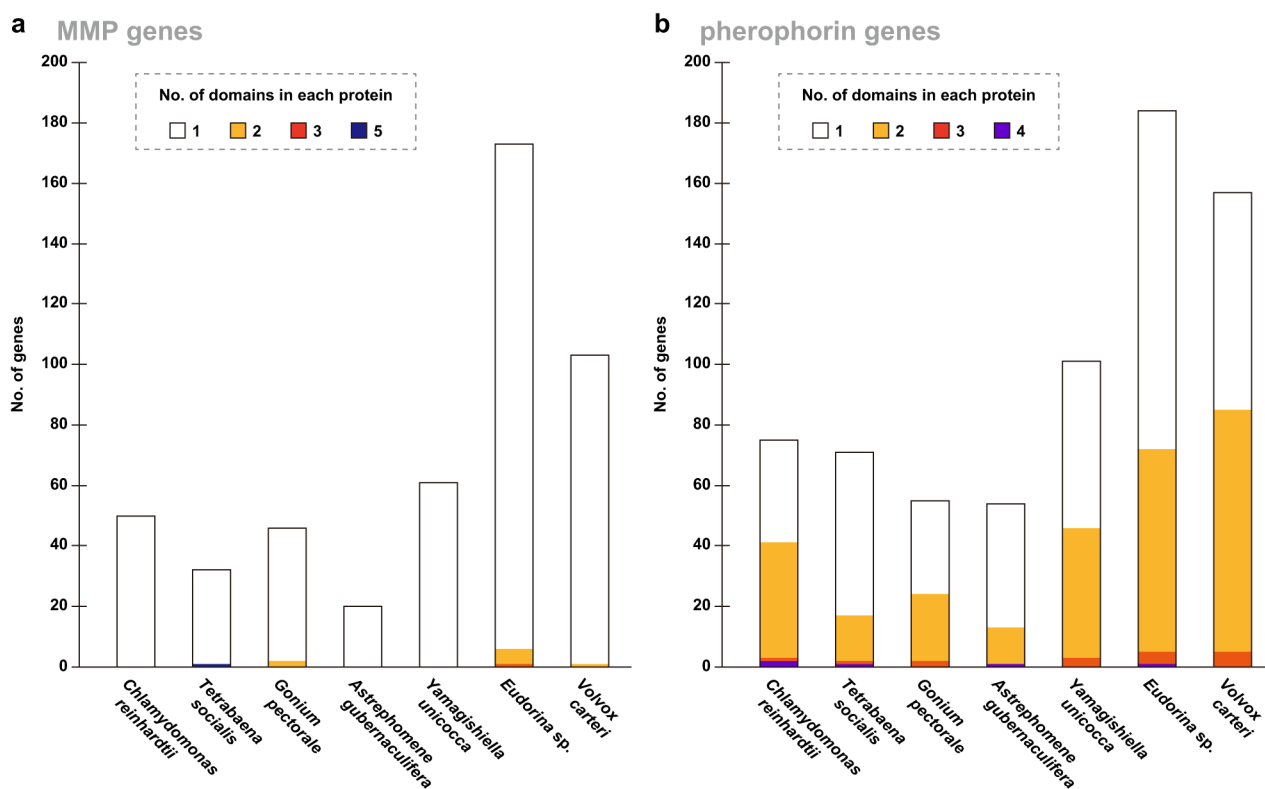 a MMP genes
200
180
160
140
120
100
80
60
40
20
0
No. of genes
No. of domains in each protein
1 2 3 5
Chlamydomonas
reinhardtii
Tetrabaena
socialis
Gonium
pectorale
Astrephomene
gubernaculifera
Yamagishiella
unicocca
Eudorina sp.
Volvox
carteri
b pherophorin genes
200
180
160
140
120
100
80
60
40
20
0
No. of genes
No. of domains in each protein
1 2 3 4
Chlamydomonas
reinhardtii
Tetrabaena
socialis
Gonium
pectorale
Astrephomene
gubernaculifera
Yamagishiella
unicocca
Eudorina sp.
Volvox
carteri